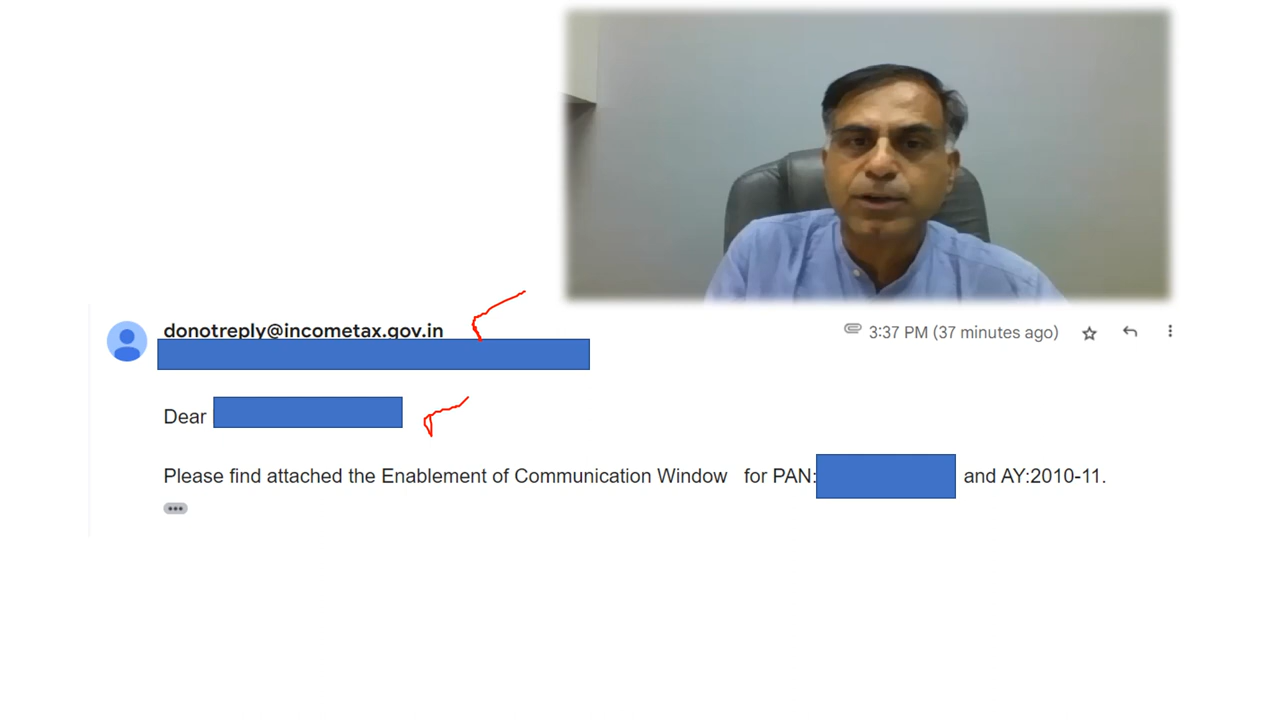 donotreply@incometax.gov.in
3:37 PM (37 minutes ago)
Dear
Please find attached the Enablement of Communication Window for PAN: and AY:2010-11.